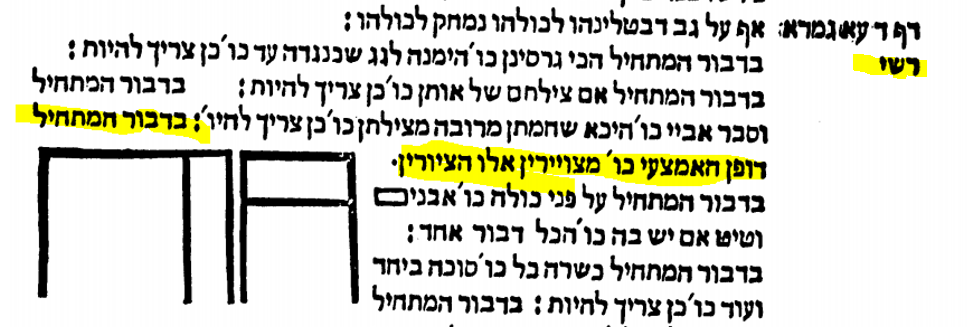 דף ד עא גמרא: אף על גב דבטלינהו לכולהו נמחק לכולהו:
רשי בדבור המתחיל הכי גרסינן כו׳ הימנה לגג שכנגדה עד כו׳ כן צריך להיות:
בדבור המתחיל אם צילחם של אותן כו׳ כן צריך להיות: בדבור המתחיל
וסבר אביי כו׳ היכא שחמתן מרובה מצילתן כו׳ כן צריך להיו׳: בדבור המתחיל
דופן האמצעי כו׳ מצויירין אלו הציורין.
בדבור המתחיל על פני כולה כו׳ אבנים
וטיט אם יש בה כו׳ הכל דבור אחד:
בדבור המתחיל כשרה בל כו׳ סוכה ביחד
ועוד כו׳ כן צריך להיות: בדבור המתחיל